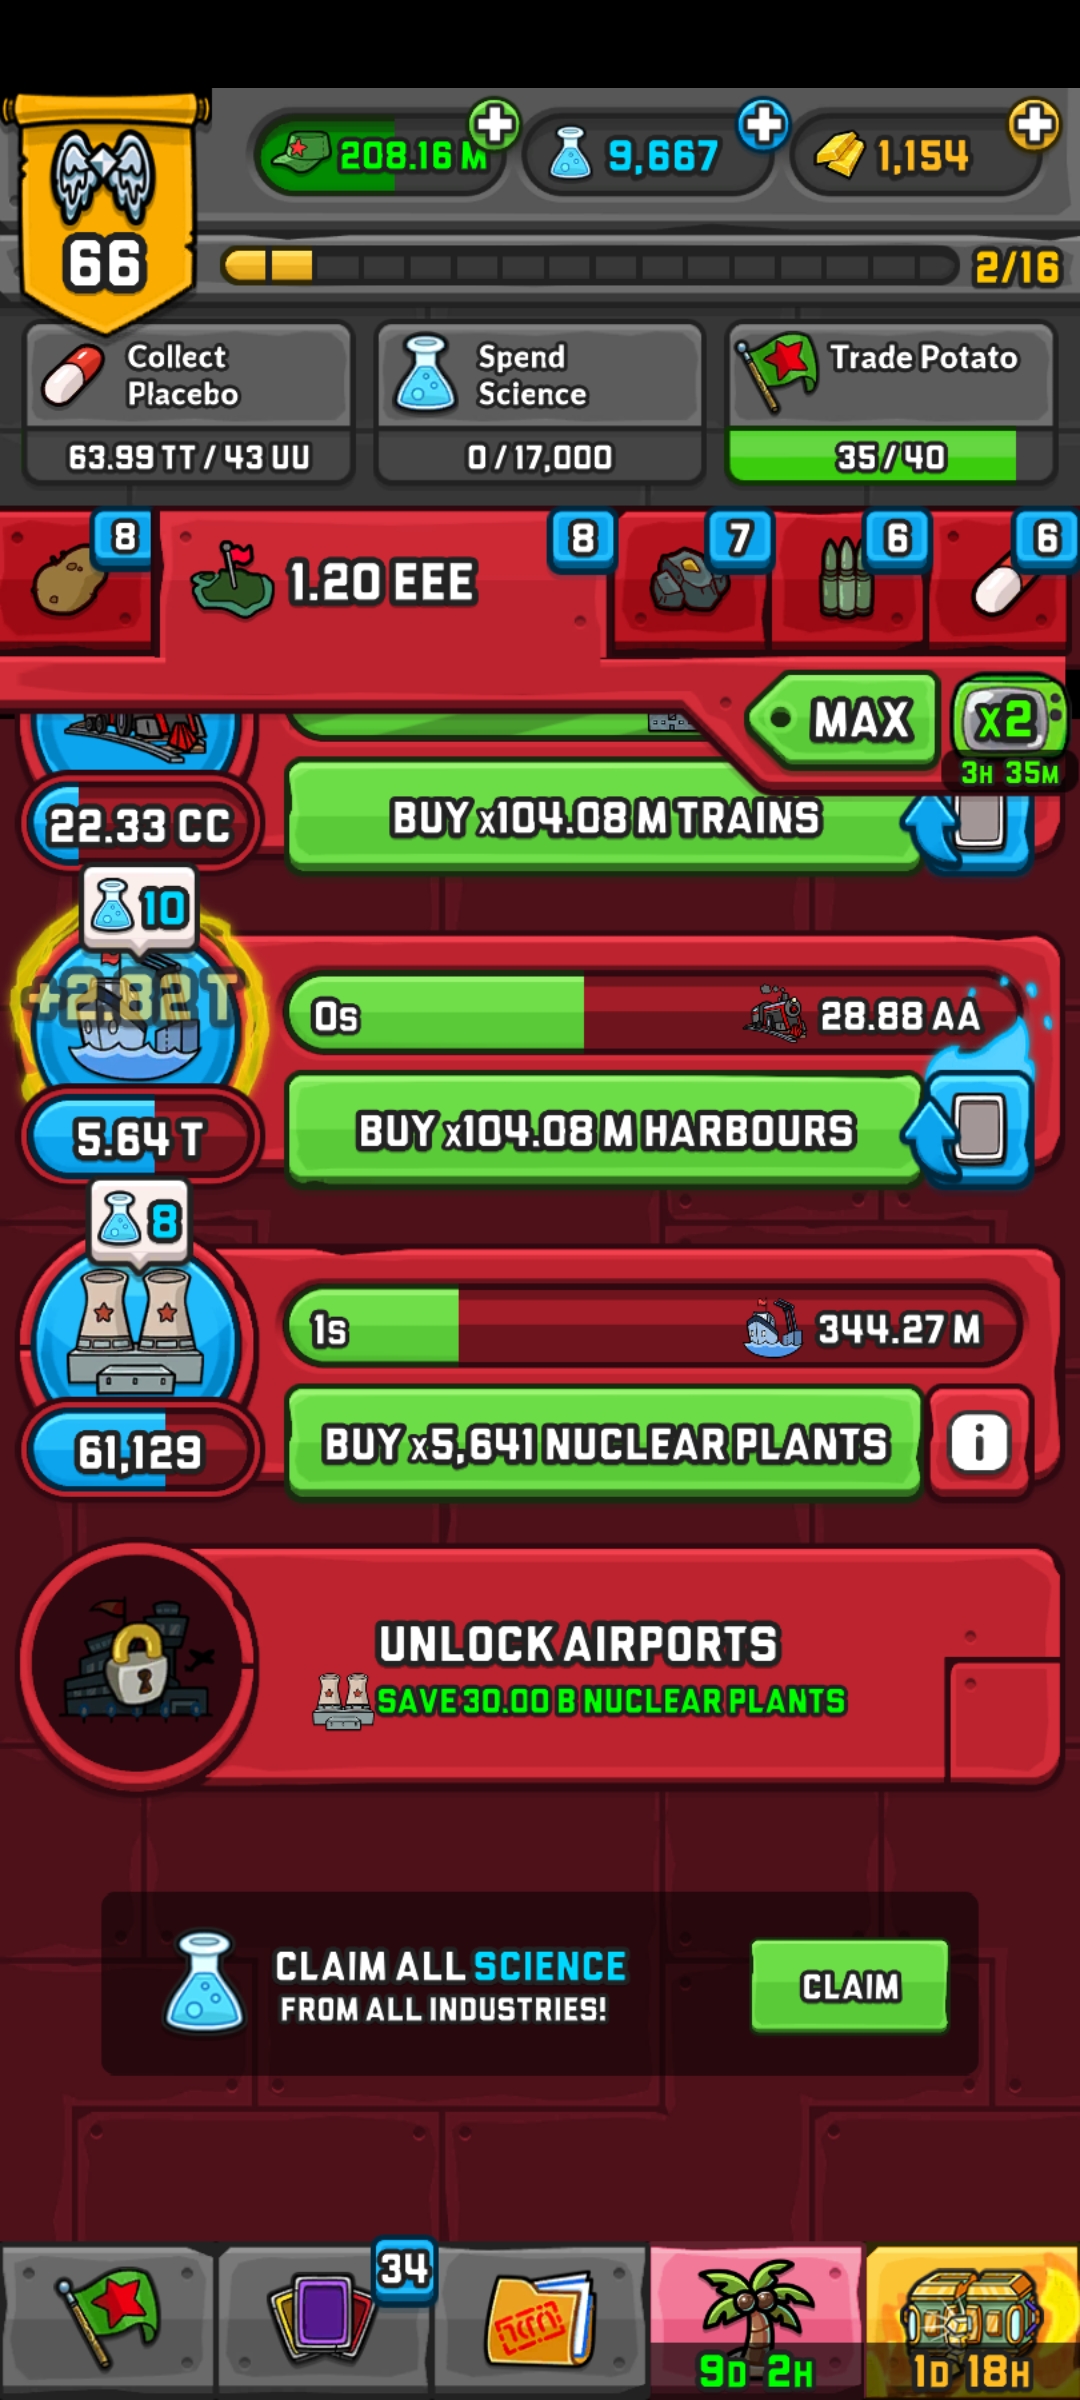 208.16 M
9,667
1,154
66
2/16
Collect
Placebo
63.99 TT / 43 UU
Spend
Science
0 / 17,000
Trade Potato
35 / 40
8
1.20 EEE
8
7
6
6
MAX
x2
3H 35M
22.33 CC
BUY x104.08 M TRAINS
10
+2.82 T
0s
28.88 AA
5.64 T
BUY x104.08 M HARBOURS
8
1s
344.27 M
61,129
BUY x5,641 NUCLEAR PLANTS
i
UNLOCK AIRPORTS
SAVE 30.00 B NUCLEAR PLANTS
CLAIM ALL SCIENCE
FROM ALL INDUSTRIES!
CLAIM
34
9D 2H
1D 18H